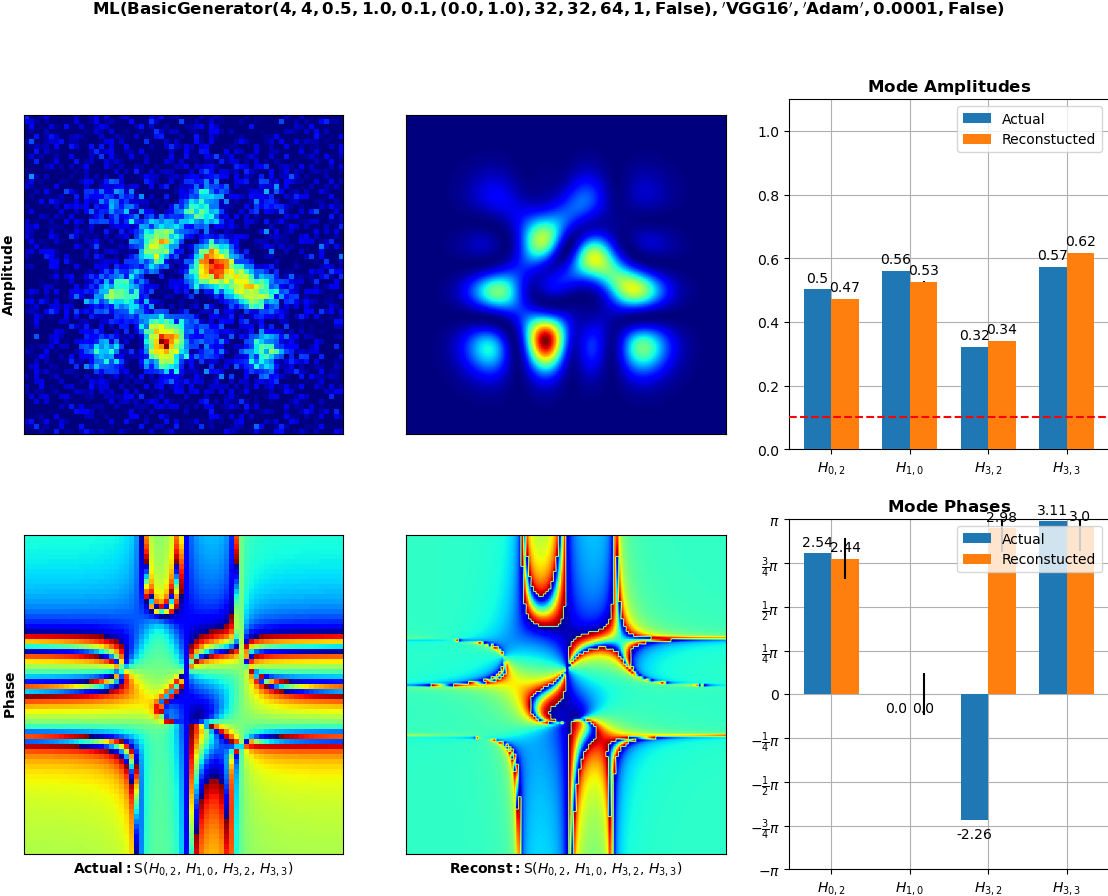 ML(BasicGenerator(4, 4, 0.5, 1.0, 0.1, (0.0, 1.0), 32, 32, 64, 1, False), ′VGG16′, ′Adam′, 0.0001, False)
Amplitude
Mode Amplitudes
Actual
Reconstucted
1.0
0.8
0.6
0.4
0.2
0.0
0.5
0.47
0.56
0.53
0.32
0.34
0.57
0.62
H0,2
H1,0
H3,2
H3,3
Phase
Actual: S(H0,2, H1,0, H3,2, H3,3)
Reconst: S(H0,2, H1,0, H3,2, H3,3)
Mode Phases
Actual
Reconstucted
π
3/4π
1/2π
1/4π
0
−1/4π
−1/2π
−3/4π
−π
2.54
2.44
0.0
0.0
-2.26
2.98
3.11
3.0
H0,2
H1,0
H3,2
H3,3